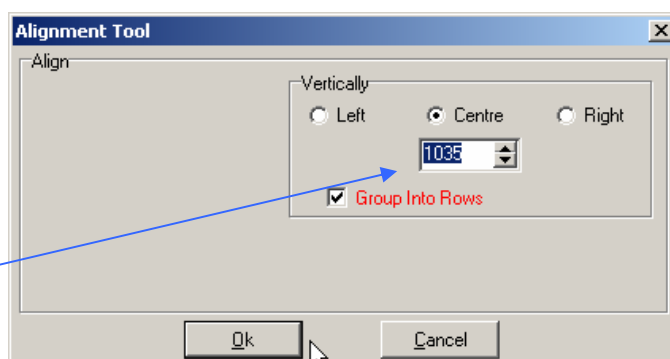 Alignment Tool
Align
Vertically
Left Centre Right
1035
Group Into Rows
Ok Cancel